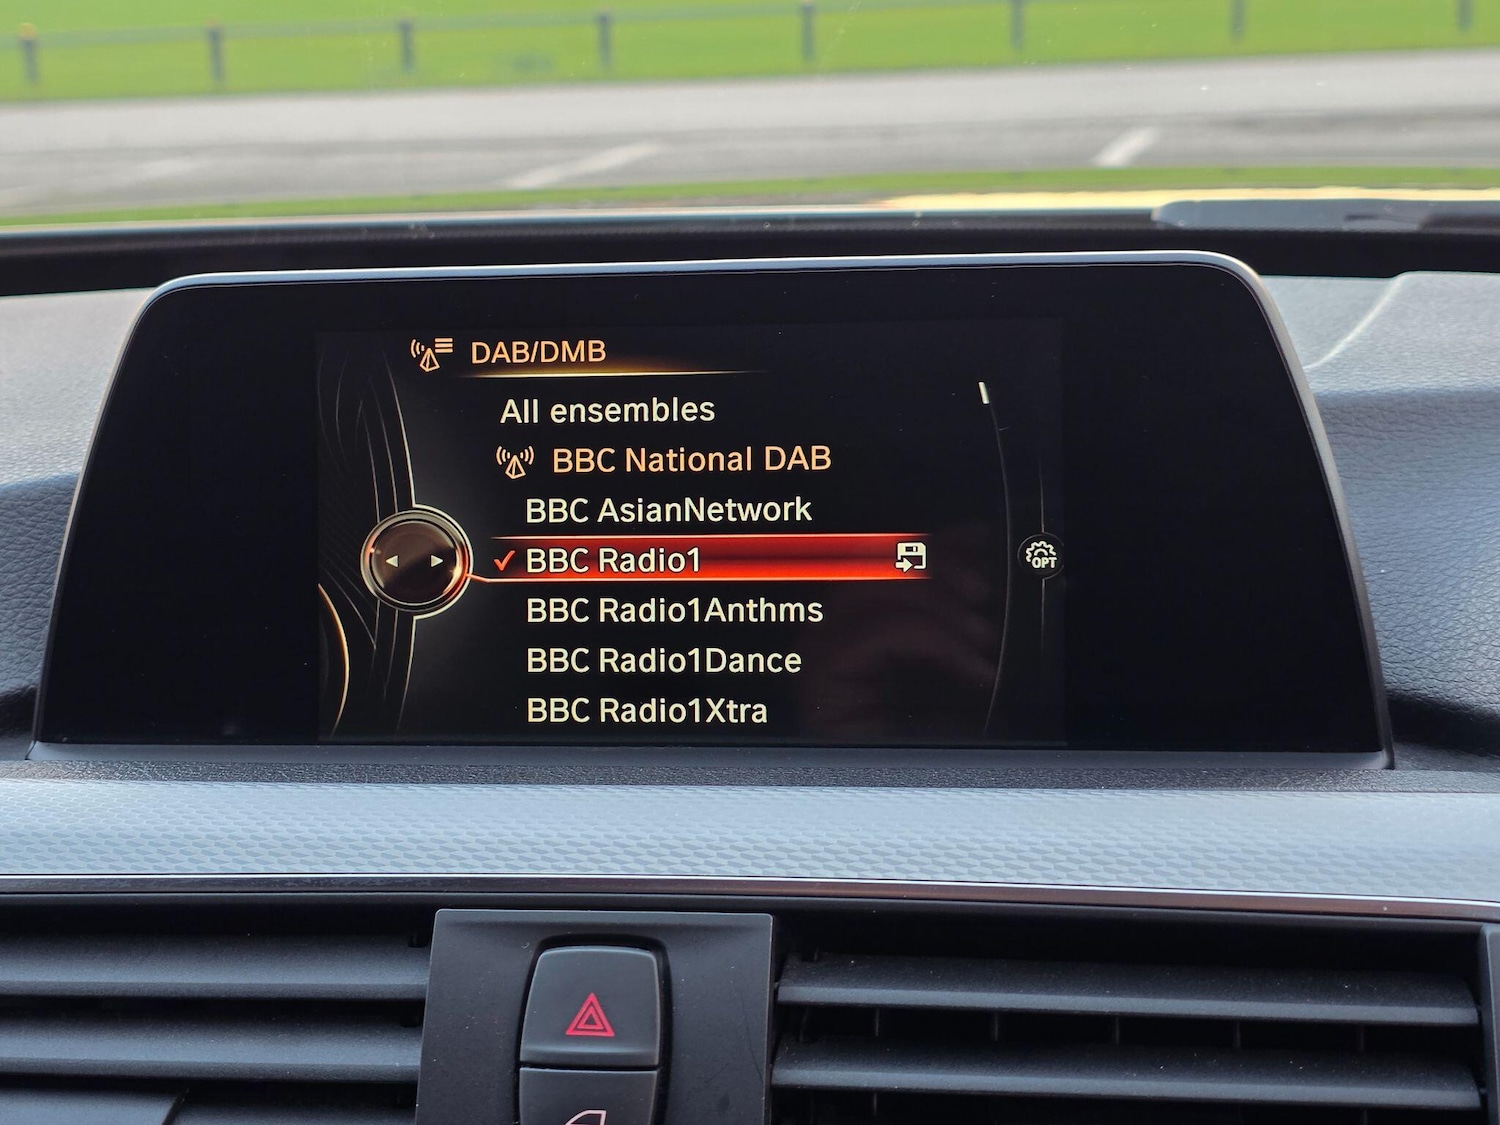 DAB/DMB
All ensembles
BBC National DAB
BBC AsianNetwork
BBC Radio1
OPT
BBC Radio1Anthms
BBC Radio1Dance
BBC Radio1Xtra